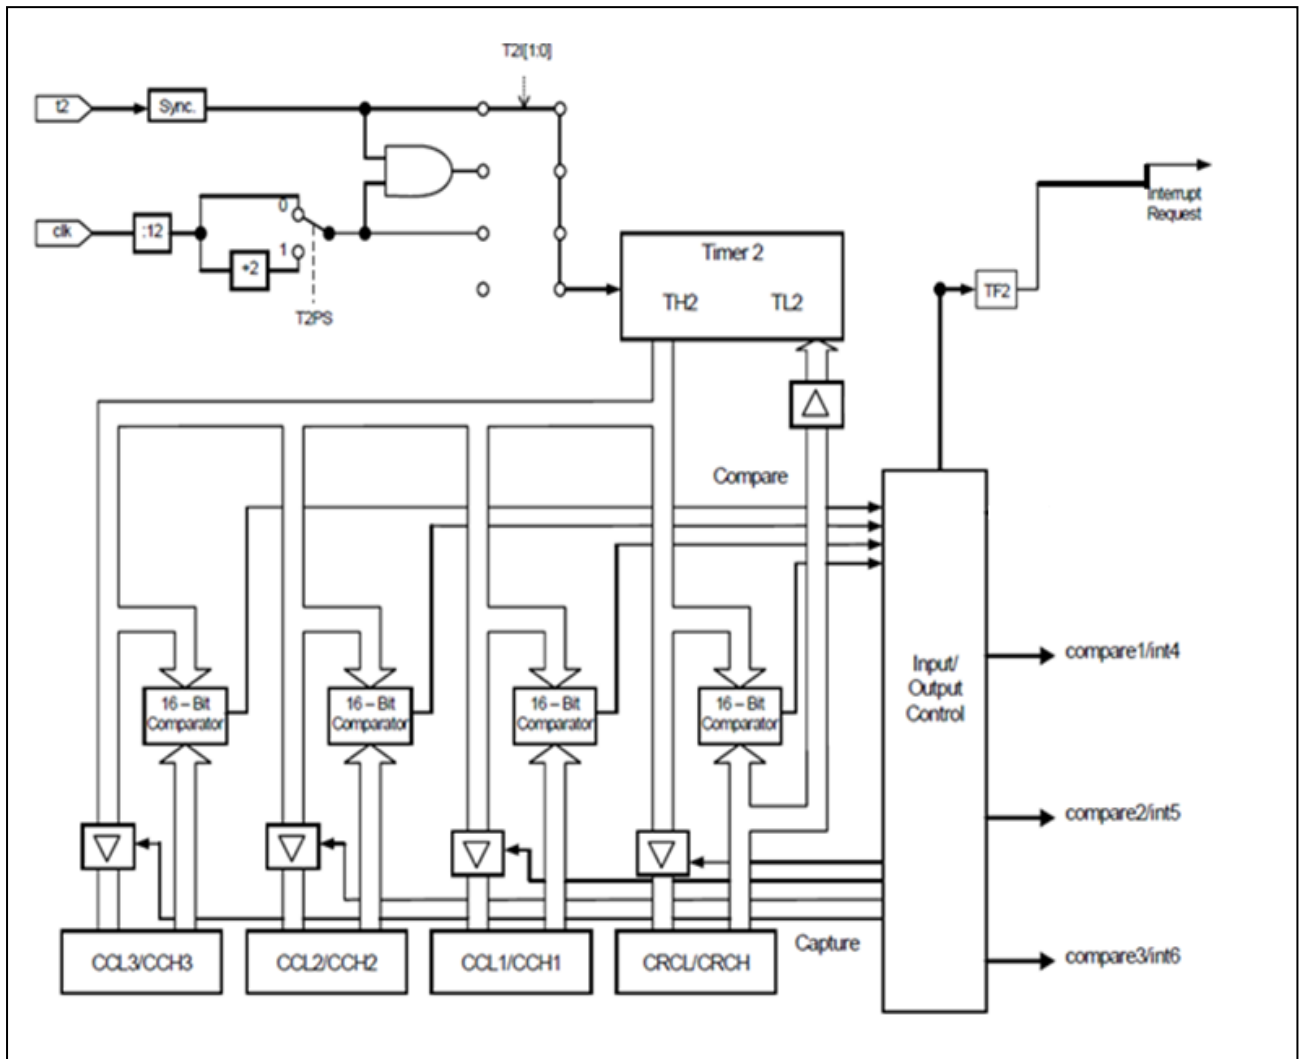 T2I[1:0]
t2
Sync.
clk
:12
0
1
÷2
T2PS
Timer 2
TH2 TL2
TF2
Interrupt
Request
Compare
16 – Bit
Comparator
16 – Bit
Comparator
16 – Bit
Comparator
16 – Bit
Comparator
Input/
Output
Control
compare1/int4
compare2/int5
compare3/int6
Capture
CCL3/CCH3
CCL2/CCH2
CCL1/CCH1
CRCL/CRCH